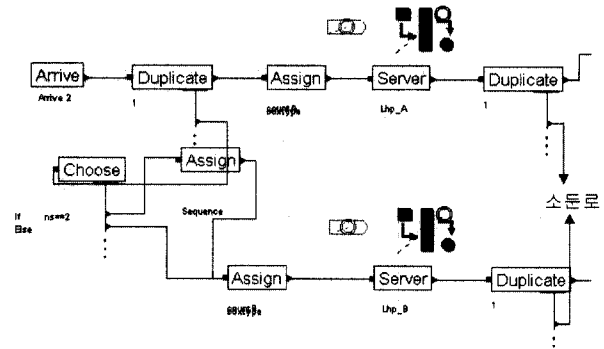 Arrive
Duplicate
Assign
Server
Duplicate
Arrive 2
1
Lhp_A
1
Choose
Assign
If ns==2
Else
Sequence
소둔로
Assign
Server
Duplicate
Lhp_B
1